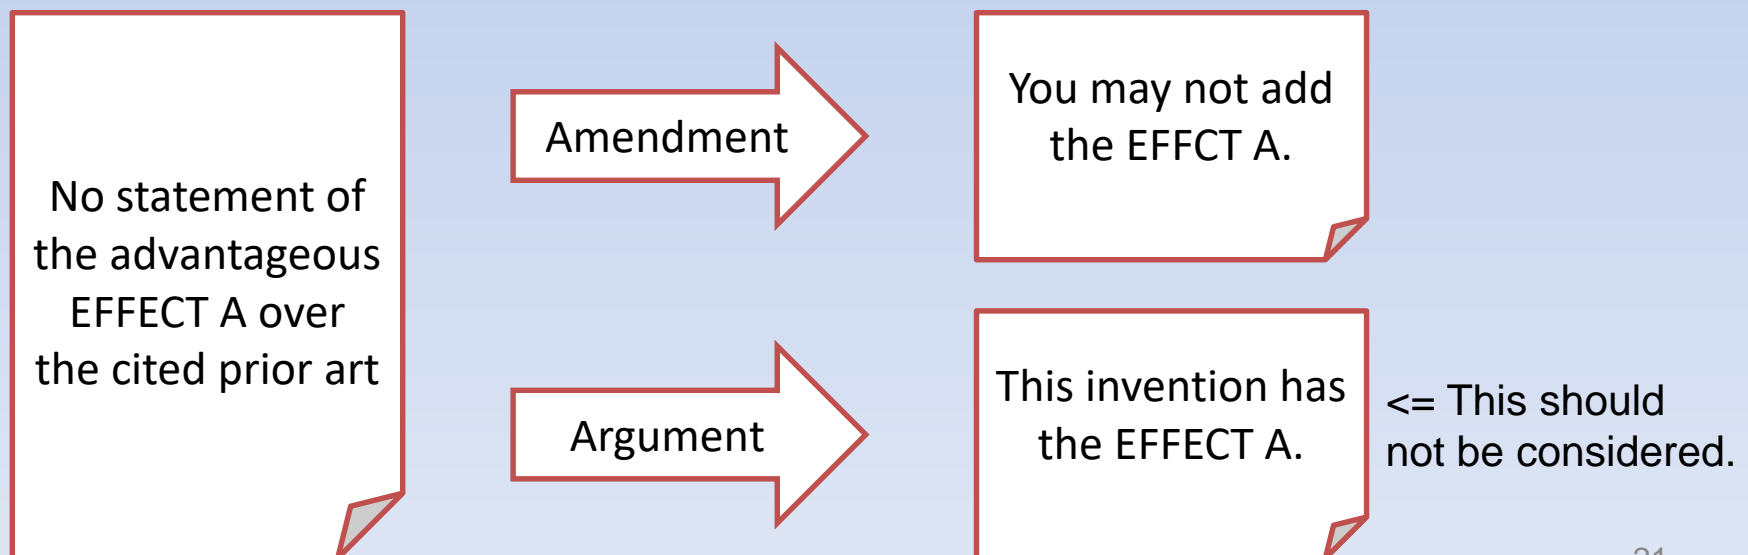 No statement of
the advantageous
EFFECT A over
the cited prior art
Amendment
You may not add
the EFFCT A.
Argument
This invention has
the EFFECT A.
<= This should
not be considered.